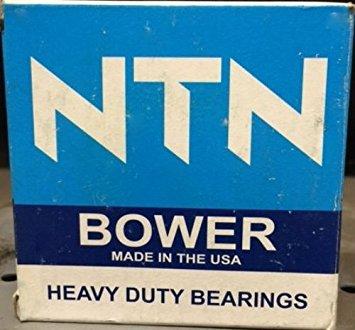 NTN
BOWER
MADE IN THE USA
HEAVY DUTY BEARINGS